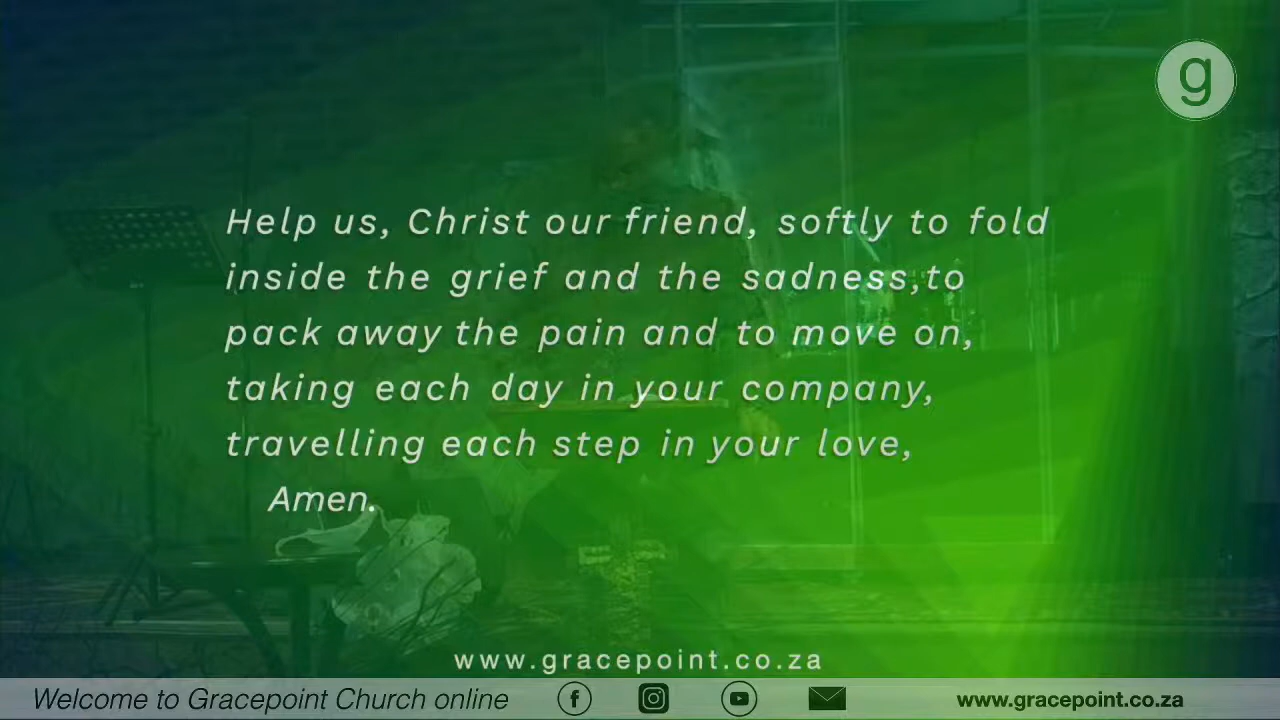 g
Help us, Christ our friend, softly to fold
inside the grief and the sadness,to
pack away the pain and to move on,
taking each day in your company,
travelling each step in your love,
Amen.
www.gracepoint.co.za
Welcome to Gracepoint Church online
www.gracepoint.co.za